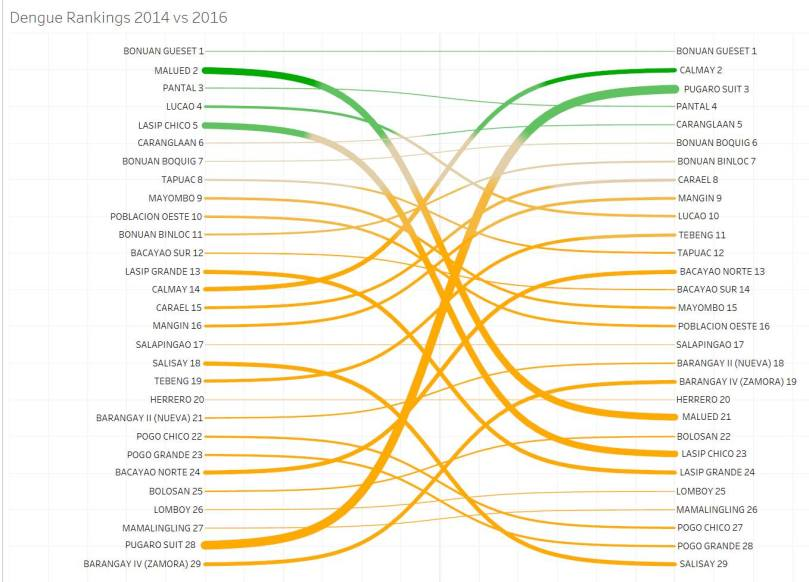 Dengue Rankings 2014 vs 2016
BONUAN GUESET 1
MALUED 2
PANTAL 3
LUCAO 4
LASIP CHICO 5
CARANGLAAN 6
BONUAN BOQUIG 7
TAPUAC 8
MAYOMBO 9
POBLACION OESTE 10
BONUAN BINLOC 11
BACAYAO SUR 12
LASIP GRANDE 13
CALMAY 14
CARAEL 15
MANGIN 16
SALAPINGAO 17
SALISAY 18
TEBENG 19
HERRERO 20
BARANGAY II (NUEVA) 21
POGO CHICO 22
POGO GRANDE 23
BACAYAO NORTE 24
BOLOSAN 25
LOMBOY 26
MAMALINGLING 27
PUGARO SUIT 28
BARANGAY IV (ZAMORA) 29
BONUAN GUESET 1
CALMAY 2
PUGARO SUIT 3
PANTAL 4
CARANGLAAN 5
BONUAN BOQUIG 6
BONUAN BINLOC 7
CARAEL 8
MANGIN 9
LUCAO 10
TEBENG 11
TAPUAC 12
BACAYAO NORTE 13
BACAYAO SUR 14
MAYOMBO 15
POBLACION OESTE 16
SALAPINGAO 17
BARANGAY II (NUEVA) 18
BARANGAY IV (ZAMORA) 19
HERRERO 20
MALUED 21
BOLOSAN 22
LASIP CHICO 23
LASIP GRANDE 24
LOMBOY 25
MAMALINGLING 26
POGO CHICO 27
POGO GRANDE 28
SALISAY 29